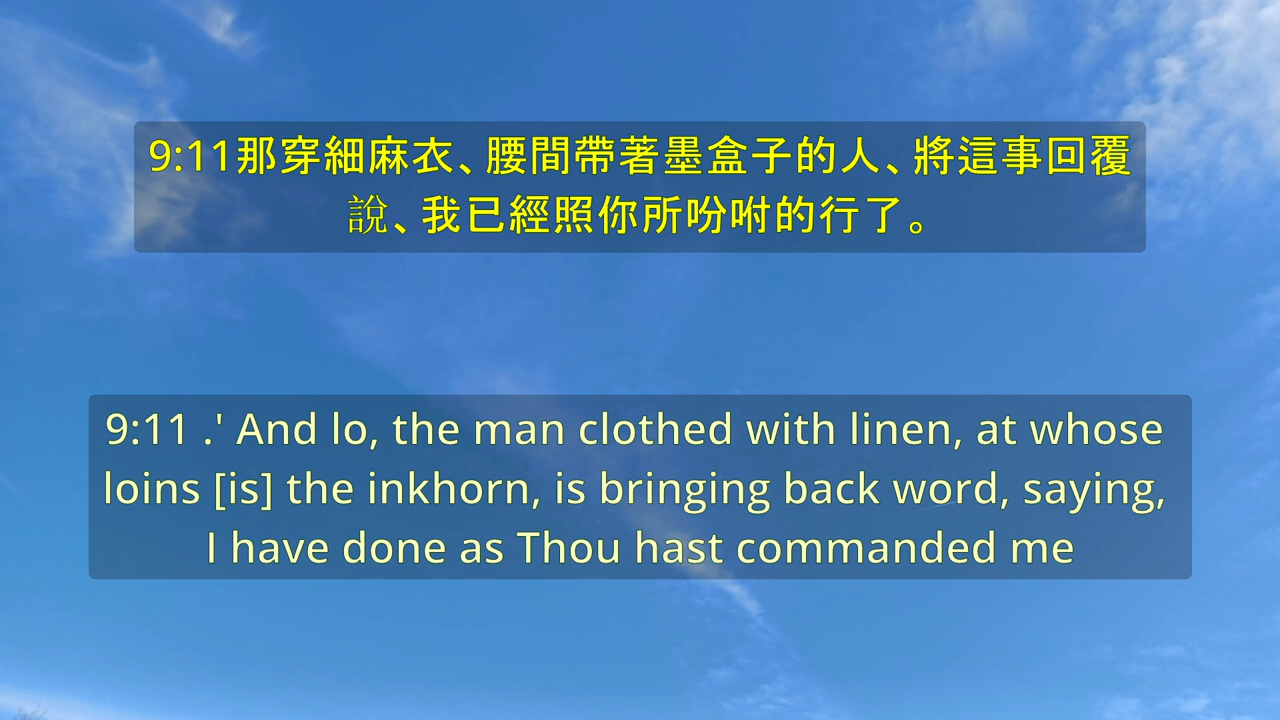 9:11那穿細麻衣、腰間帶著墨盒子的人、將這事回覆
說、我已經照你所吩咐的行了。
9:11 .' And lo, the man clothed with linen, at whose
loins [is] the inkhorn, is bringing back word, saying,
I have done as Thou hast commanded me